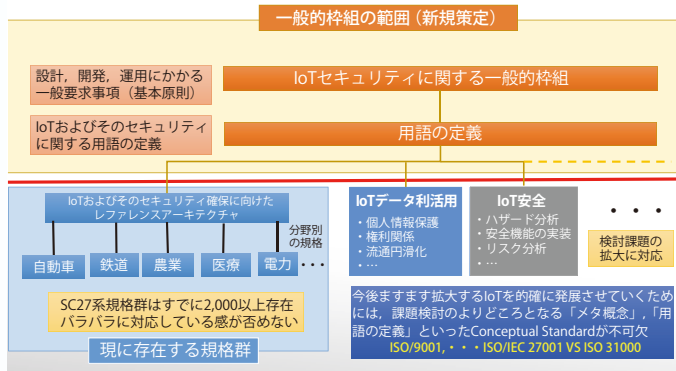 一般的枠組の範囲（新規策定）
設計，開発，運用にかかる
一般要求事項（基本原則）
IoTセキュリティに関する一般的枠組
IoTおよびそのセキュリティ
に関する用語の定義
用語の定義
IoTおよびそのセキュリティ確保に向けた
レファレンスアーキテクチャ
分野別
の規格
自動車
鉄道
農業
医療
電力
・・・
SC27系規格群はすでに2,000以上存在
バラバラに対応している感が否めない
現に存在する規格群
IoTデータ利活用
・個人情報保護
・権利関係
・流通円滑化
・…
IoT安全
・ハザード分析
・安全機能の実装
・リスク分析
・…
・・・
検討課題の
拡大に対応
今後ますます拡大するIoTを的確に発展させていくため
には，課題検討のよりどころとなる「メタ概念」，「用
語の定義」といったConceptual Standardが不可欠
ISO/9001,・・・ISO/IEC 27001 VS ISO 31000